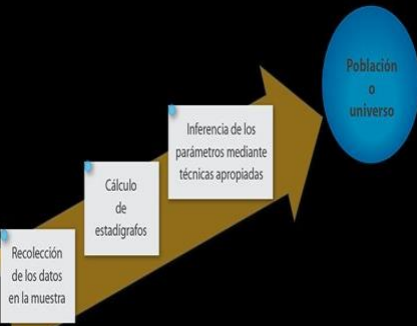 Población
o
universo
Inferencia de los
parámetros mediante
técnicas apropiadas
Cálculo
de
estadígrafos
Recolección
de los datos
en la muestra